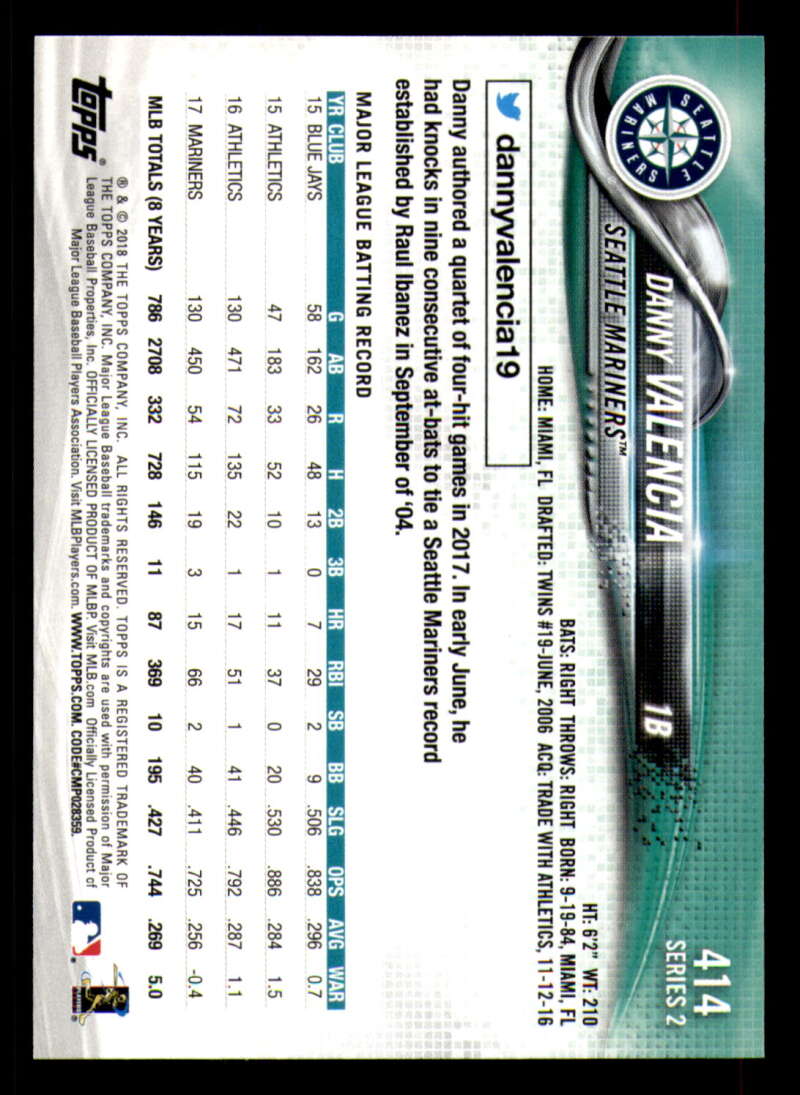 414
SERIES 2
SEATTLE MARINERS
DANNY VALENCIA 1B
SEATTLE MARINERS™
HT: 6'2" WT: 210
BATS: RIGHT THROWS: RIGHT BORN: 9-19-84, MIAMI, FL
HOME: MIAMI, FL DRAFTED: TWINS #19-JUNE, 2006 ACQ: TRADE WITH ATHLETICS, 11-12-16
dannyvalencia19
Danny authored a quartet of four-hit games in 2017. In early June, he
had knocks in nine consecutive at-bats to tie a Seattle Mariners record
established by Raul Ibanez in September of '04.
MAJOR LEAGUE BATTING RECORD
YR CLUB G AB R H 2B 3B HR RBI SB BB SLG OPS AVG WAR
15 BLUE JAYS 58 162 26 48 13 0 7 29 2 9 .506 .838 .296 0.7
15 ATHLETICS 47 183 33 52 10 1 11 37 0 20 .530 .886 .284 1.5
16 ATHLETICS 130 471 72 135 22 1 17 51 1 41 .446 .792 .287 1.1
17 MARINERS 130 450 54 115 19 3 15 66 2 40 .411 .725 .256 -0.4
MLB TOTALS (8 YEARS) 786 2708 332 728 146 11 87 369 10 195 .427 .744 .269 5.0
topps®
® & © 2018 THE TOPPS COMPANY, INC. ALL RIGHTS RESERVED. TOPPS IS A REGISTERED TRADEMARK OF
THE TOPPS COMPANY, INC. Major League Baseball trademarks and copyrights are used with permission of Major
League Baseball Properties, Inc. OFFICIALLY LICENSED PRODUCT OF MLBP. Visit MLB.com Officially Licensed Product of
Major League Baseball Players Association. Visit MLBPlayers.com. WWW.TOPPS.COM. CODE#CMP028359.